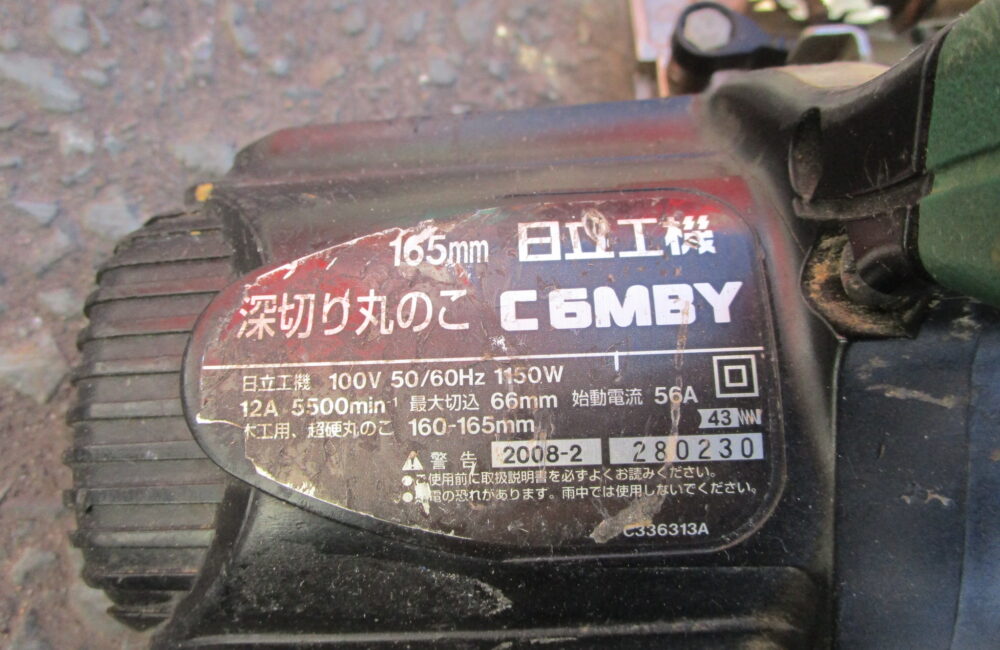 165mm 日立工機
深切り丸のこ C6MBY
日立工機 100V 50/60Hz 1150W
12A 5500min⁻¹ 最大切込 66mm 始動電流 56A
木工用、超硬丸のこ 160-165mm
43
警告 2008-2 280230
●ご使用前に取扱説明書を必ずよくお読みください。
電の恐れがあります。雨中では使用しないでください。
C336313A